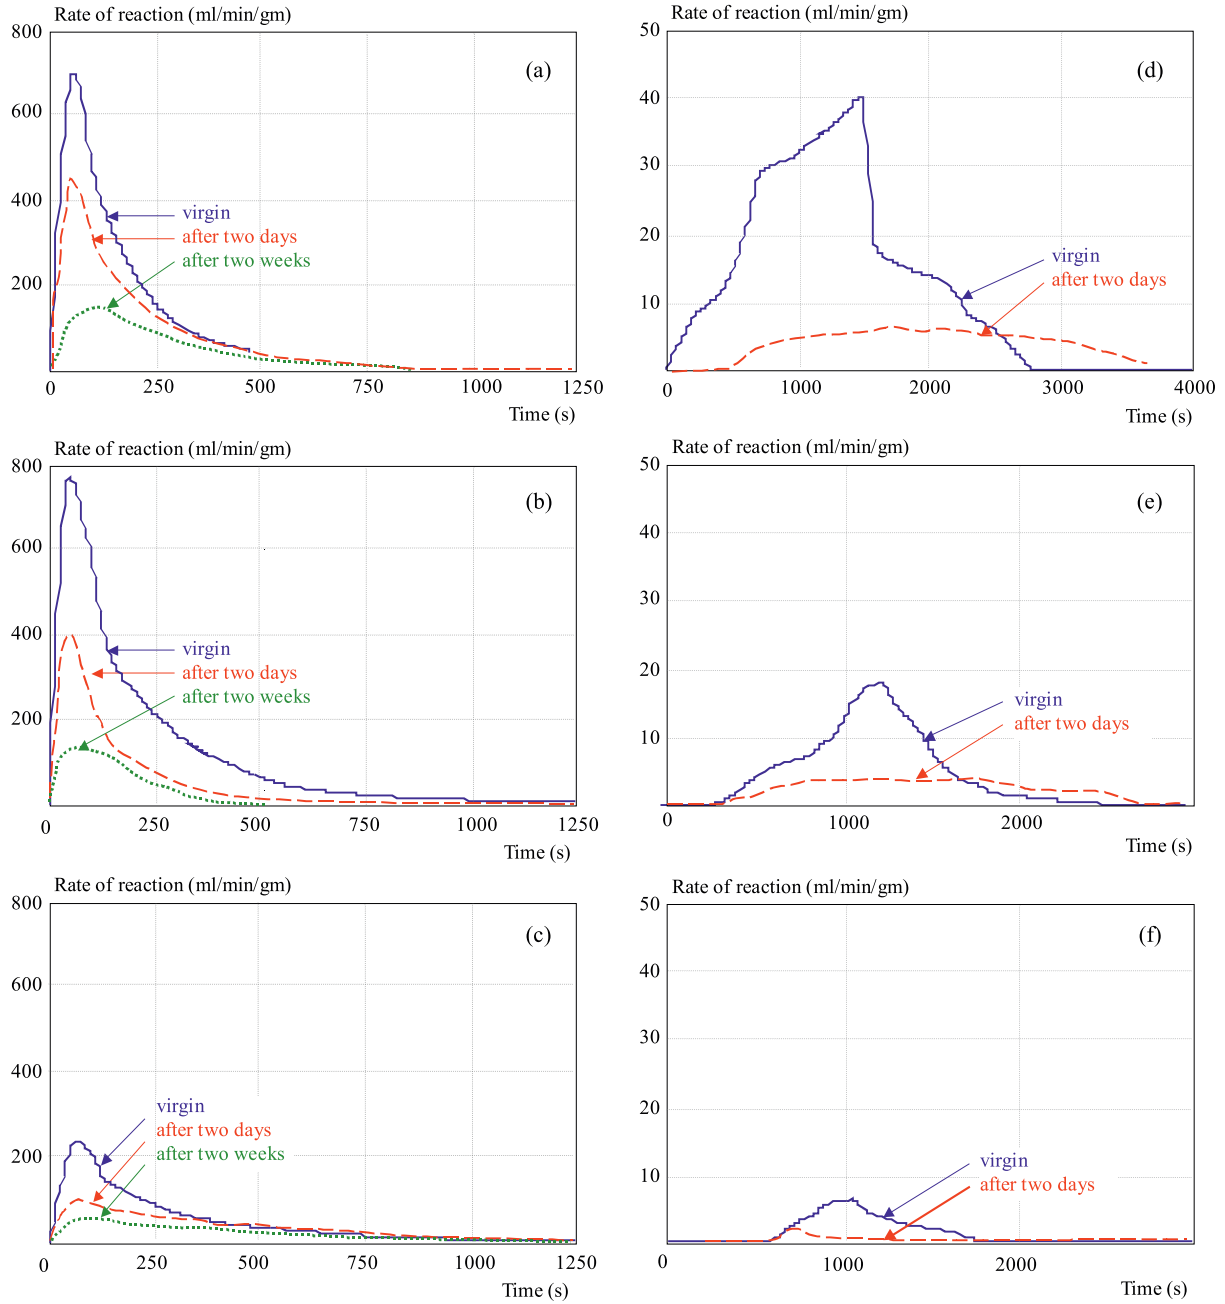 Rate of reaction (ml/min/gm)
800
(a)
600
400
virgin
after two days
after two weeks
200
0 250 500 750 1000 1250
Time (s)
Rate of reaction (ml/min/gm)
50
(d)
40
30
20
virgin
after two days
10
0 1000 2000 3000 4000
Time (s)
Rate of reaction (ml/min/gm)
800
(b)
600
400
virgin
after two days
after two weeks
200
0 250 500 750 1000 1250
Time (s)
Rate of reaction (ml/min/gm)
50
(e)
40
30
20
virgin
after two days
10
0 1000 2000
Time (s)
Rate of reaction (ml/min/gm)
800
(c)
600
400
virgin
after two days
after two weeks
200
0 250 500 750 1000 1250
Time (s)
Rate of reaction (ml/min/gm)
50
(f)
40
30
20
virgin
after two days
10
0 1000 2000
Time (s)